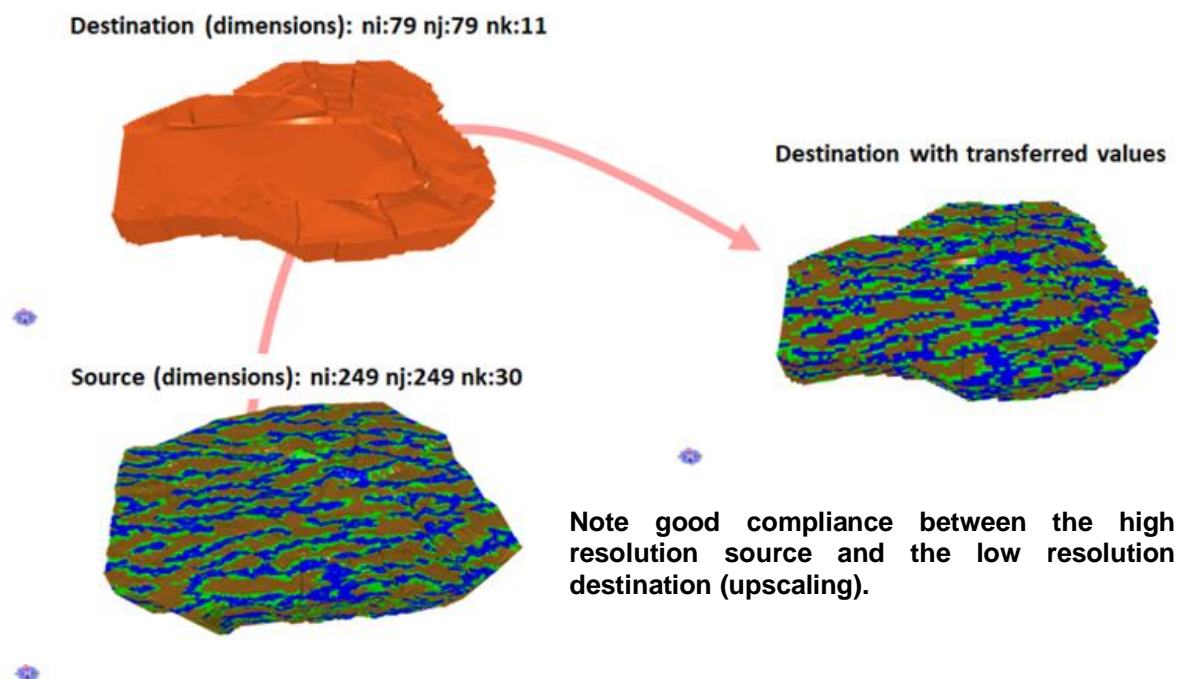 Destination (dimensions): ni:79 nj:79 nk:11
Destination with transferred values
Source (dimensions): ni:249 nj:249 nk:30
Note good compliance between the high
resolution source and the low resolution
destination (upscaling).